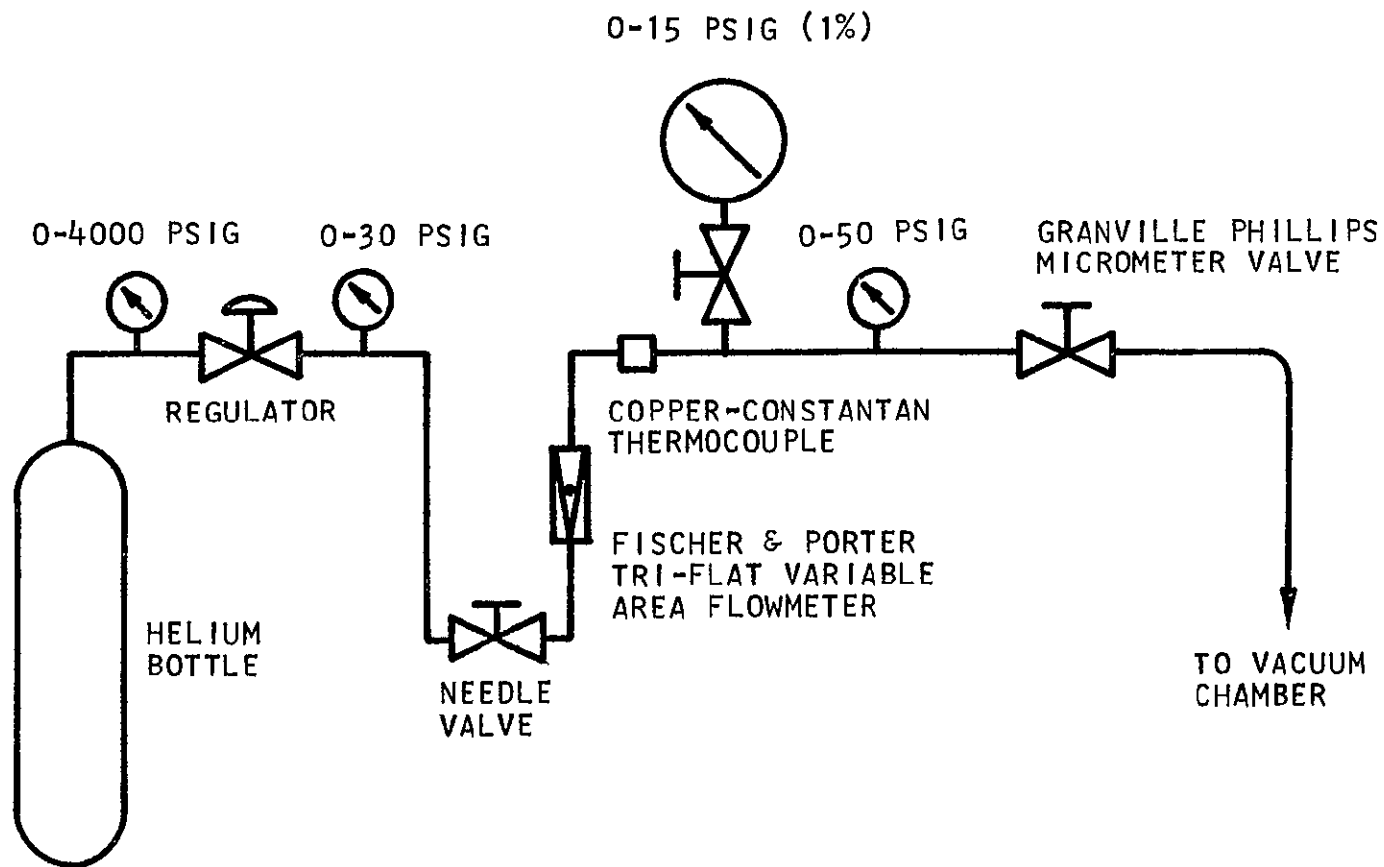 0-15 PSIG (1%)
0-4000 PSIG
0-30 PSIG
0-50 PSIG
GRANVILLE PHILLIPS
MICROMETER VALVE
REGULATOR
COPPER-CONSTANTAN
THERMOCOUPLE
FISCHER & PORTER
TRI-FLAT VARIABLE
AREA FLOWMETER
HELIUM
BOTTLE
NEEDLE
VALVE
TO VACUUM
CHAMBER